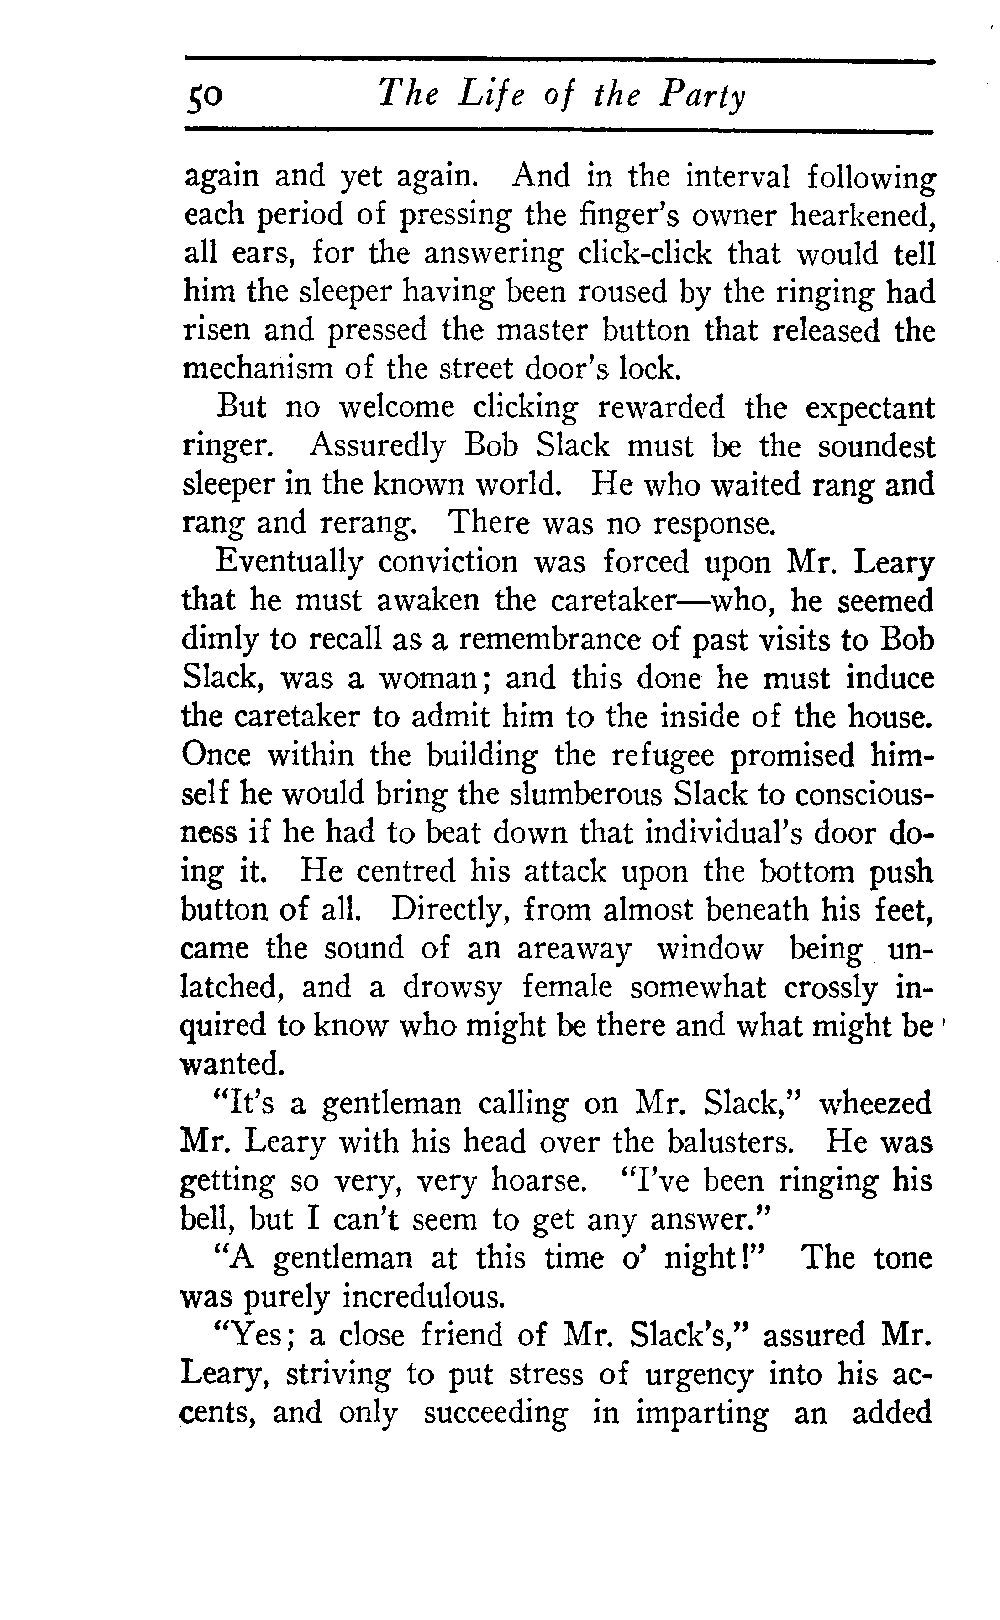 50 The Life of the Party
again and yet again. And in the interval following
each period of pressing the finger's owner hearkened,
all ears, for the answering click-click that would tell
him the sleeper having been roused by the ringing had
risen and pressed the master button that released the
mechanism of the street door's lock.
But no welcome clicking rewarded the expectant
ringer. Assuredly Bob Slack must be the soundest
sleeper in the known world. He who waited rang and
rang and rerang. There was no response.
Eventually conviction was forced upon Mr. Leary
that he must awaken the caretaker—who, he seemed
dimly to recall as a remembrance of past visits to Bob
Slack, was a woman; and this done he must induce
the caretaker to admit him to the inside of the house.
Once within the building the refugee promised him-
self he would bring the slumberous Slack to conscious-
ness if he had to beat down that individual's door do-
ing it. He centred his attack upon the bottom push
button of all. Directly, from almost beneath his feet,
came the sound of an areaway window being un-
latched, and a drowsy female somewhat crossly in-
quired to know who might be there and what might be
wanted.
"It's a gentleman calling on Mr. Slack," wheezed
Mr. Leary with his head over the balusters. He was
getting so very, very hoarse. "I've been ringing his
bell, but I can't seem to get any answer."
"A gentleman at this time o' night!" The tone
was purely incredulous.
"Yes; a close friend of Mr. Slack's," assured Mr.
Leary, striving to put stress of urgency into his ac-
cents, and only succeeding in imparting an added